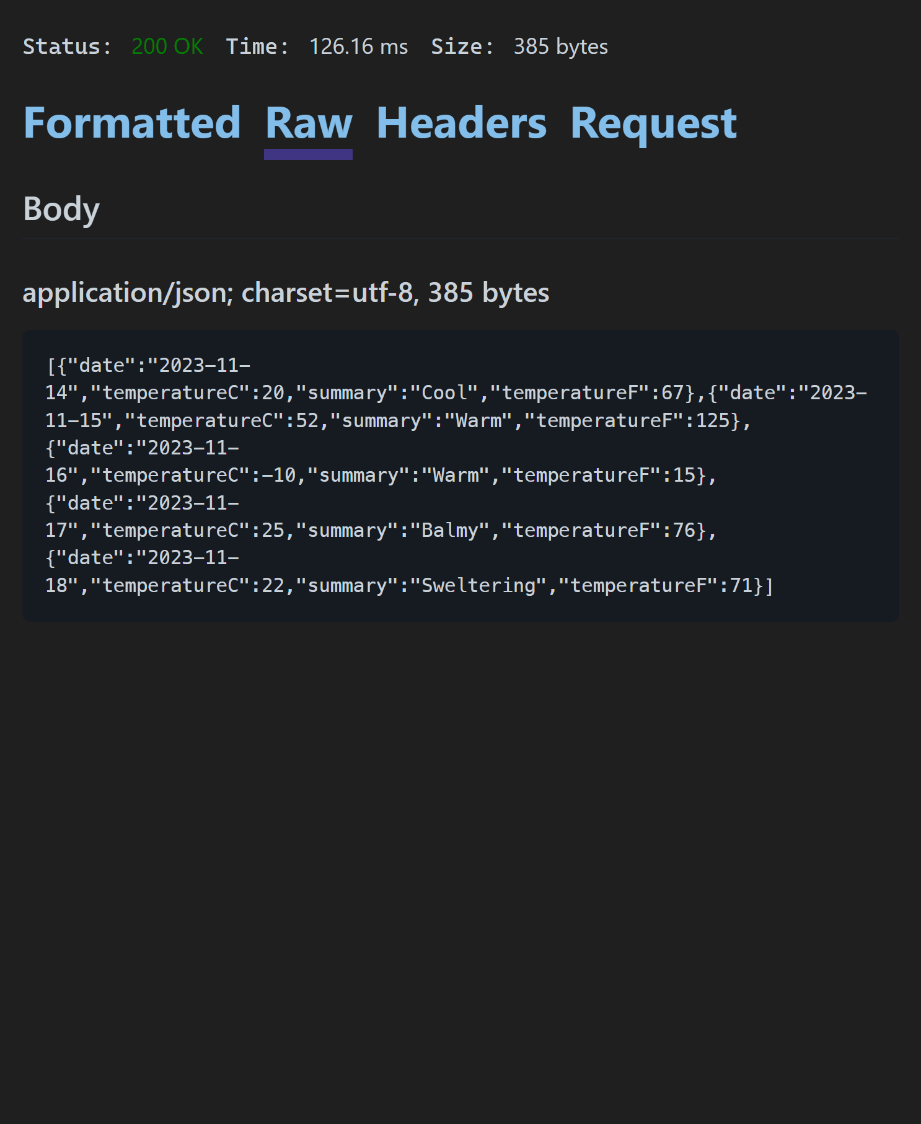 Status: 200 OK Time: 126.16 ms Size: 385 bytes
Formatted Raw Headers Request
Body
application/json; charset=utf-8, 385 bytes
[{"date":"2023-11-
14","temperatureC":20,"summary":"Cool","temperatureF":67},{"date":"2023-
11-15","temperatureC":52,"summary":"Warm","temperatureF":125},
{"date":"2023-11-
16","temperatureC":-10,"summary":"Warm","temperatureF":15},
{"date":"2023-11-
17","temperatureC":25,"summary":"Balmy","temperatureF":76},
{"date":"2023-11-
18","temperatureC":22,"summary":"Sweltering","temperatureF":71}]